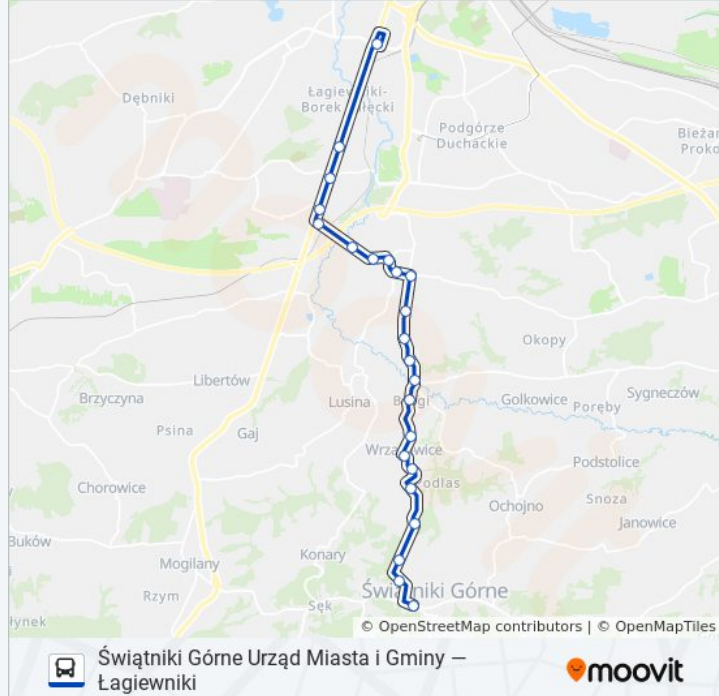 Dębniki
Łagiewniki-
Borek Fałęcki
Podgórze
Duchackie
Bieżan
Prokoc
Okopy
Libertów
Brzyczyna
Lusina
Golkowice
Sygneczów
Poręby
Psina
Gaj
Podstolice
Chorowice
Snoza
Ochojno
Janowice
Buków
Konary
Mogilany
Świątniki Górne
Rzym
Sęk
© OpenStreetMap contributors | © OpenMapTiles
Świątniki Górne Urząd Miasta i Gminy —
Łagiewniki
moovit